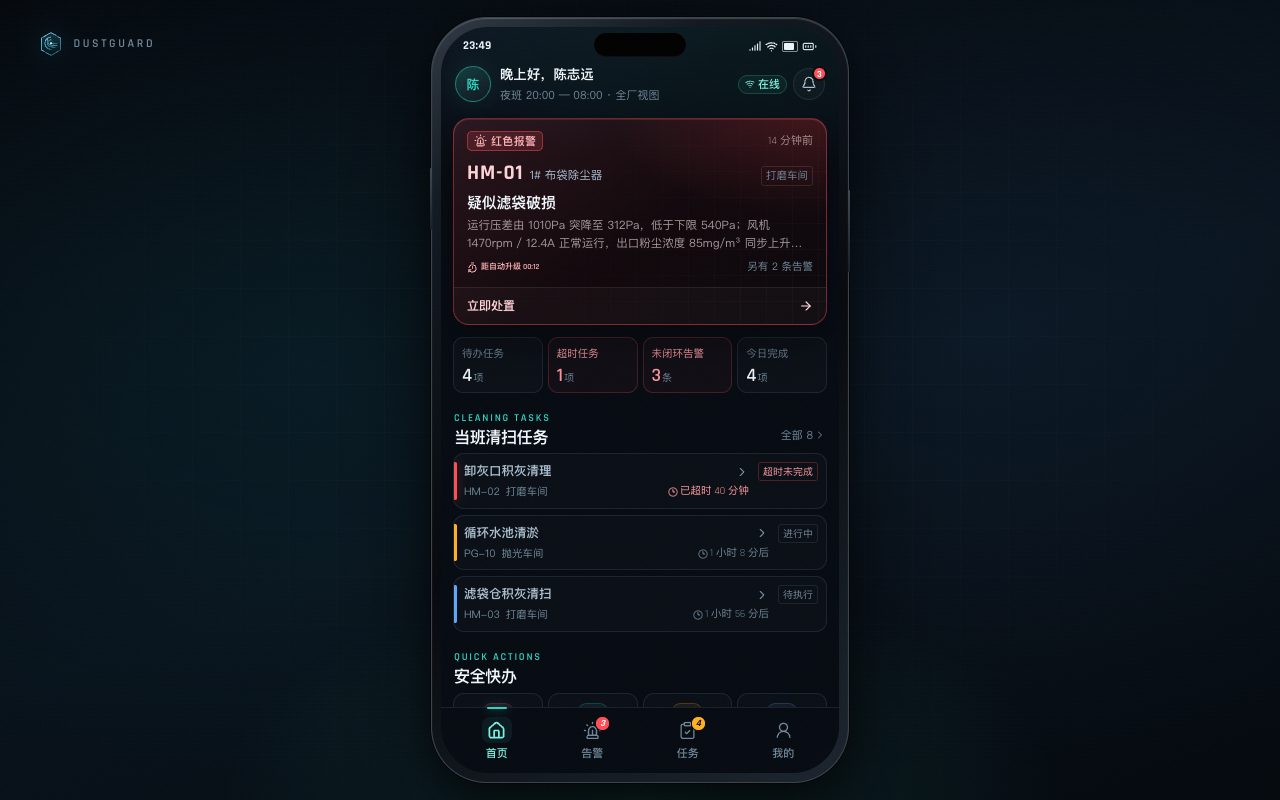 DUSTGUARD
23:49
陈
晚上好，陈志远
夜班 20:00 — 08:00 · 全厂视图
在线
3
红色报警
14 分钟前
HM-01 1# 布袋除尘器
打磨车间
疑似滤袋破损
运行压差由 1010Pa 突降至 312Pa，低于下限 540Pa；风机
1470rpm / 12.4A 正常运行，出口粉尘浓度 85mg/m³ 同步上升…
距自动升级 00:12
另有 2 条告警
立即处置
待办任务
4项
超时任务
1项
未闭环告警
3条
今日完成
4项
CLEANING TASKS
当班清扫任务
全部 8
卸灰口积灰清理
超时未完成
HM-02 打磨车间
已超时 40 分钟
循环水池清淤
进行中
PG-10 抛光车间
1 小时 8 分后
滤袋仓积灰清扫
待执行
HM-03 打磨车间
1 小时 56 分后
QUICK ACTIONS
安全快办
首页
3
告警
4
任务
我的